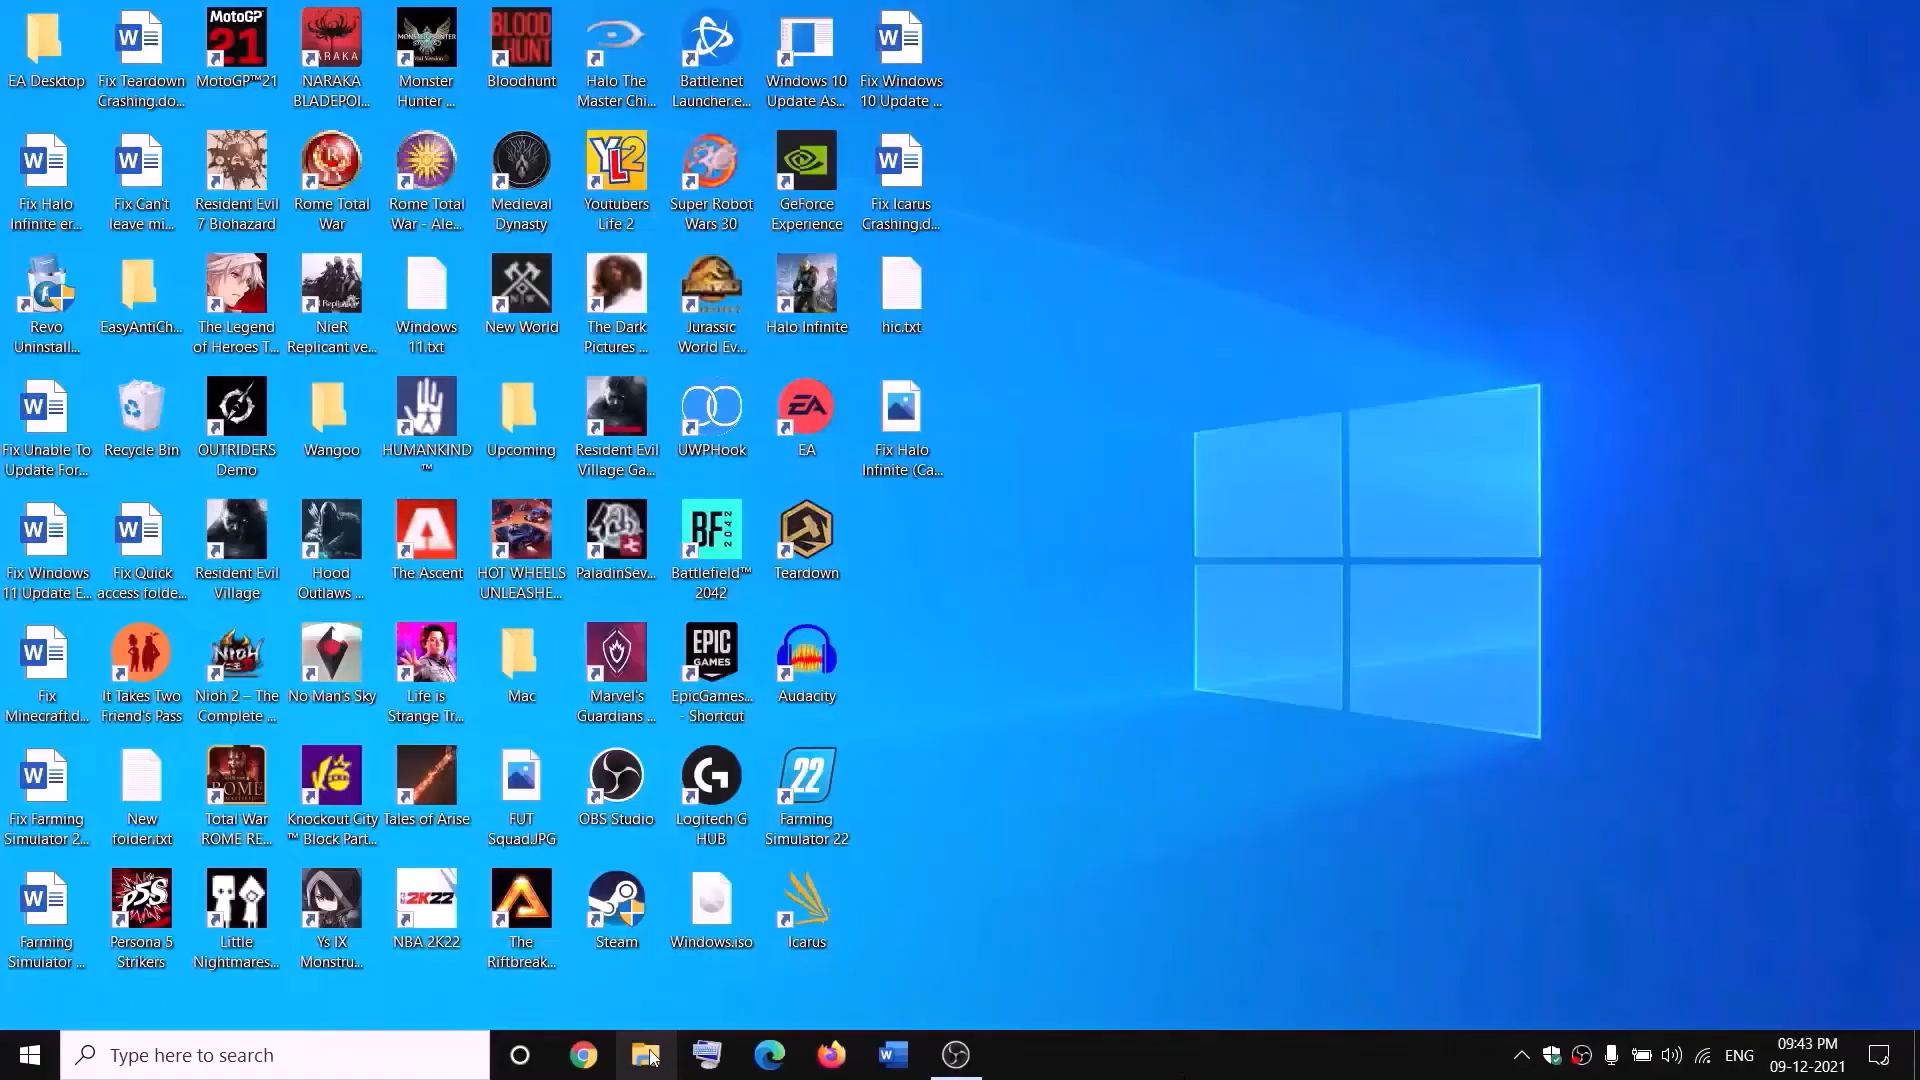 EA Desktop
Fix Teardown
Crashing.do...
MotoGP™21
NARAKA
BLADEPOI...
Monster
Hunter ...
Bloodhunt
Halo The
Master Chi...
Battle.net
Launcher.e...
Windows 10
Update As...
Fix Windows
10 Update ...
Fix Halo
Infinite er...
Fix Can't
leave mi...
Resident Evil
7 Biohazard
Rome Total
War
Rome Total
War - Ale...
Medieval
Dynasty
Youtubers
Life 2
Super Robot
Wars 30
GeForce
Experience
Fix Icarus
Crashing.d...
Revo
Uninstall...
EasyAntiCh...
The Legend
of Heroes T...
NieR
Replicant ve...
Windows
11.txt
New World
The Dark
Pictures ...
Jurassic
World Ev...
Halo Infinite
hic.txt
Fix Unable To
Update For...
Recycle Bin
OUTRIDERS
Demo
Wangoo
HUMANKIND
™
Upcoming
Resident Evil
Village Ga...
UWPHook
EA
Fix Halo
Infinite (Ca...
Fix Windows
11 Update E...
Fix Quick
access folde...
Resident Evil
Village
Hood
Outlaws ...
The Ascent
HOT WHEELS
UNLEASHE...
PaladinSev...
Battlefield™
2042
Teardown
Fix
Minecraft.d...
It Takes Two
Friend's Pass
Nioh 2 – The
Complete ...
No Man's Sky
Life is
Strange Tr...
Mac
Marvel's
Guardians ...
EpicGames...
- Shortcut
Audacity
Fix Farming
Simulator 2...
New
folder.txt
Total War
ROME RE...
Knockout City
™ Block Part...
Tales of Arise
FUT
Squad.JPG
OBS Studio
Logitech G
HUB
Farming
Simulator 22
Farming
Simulator ...
Persona 5
Strikers
Little
Nightmares...
Ys IX
Monstru...
NBA 2K22
The
Riftbreak...
Steam
Windows.iso
Icarus
Type here to search
ENG
09:43 PM
09-12-2021